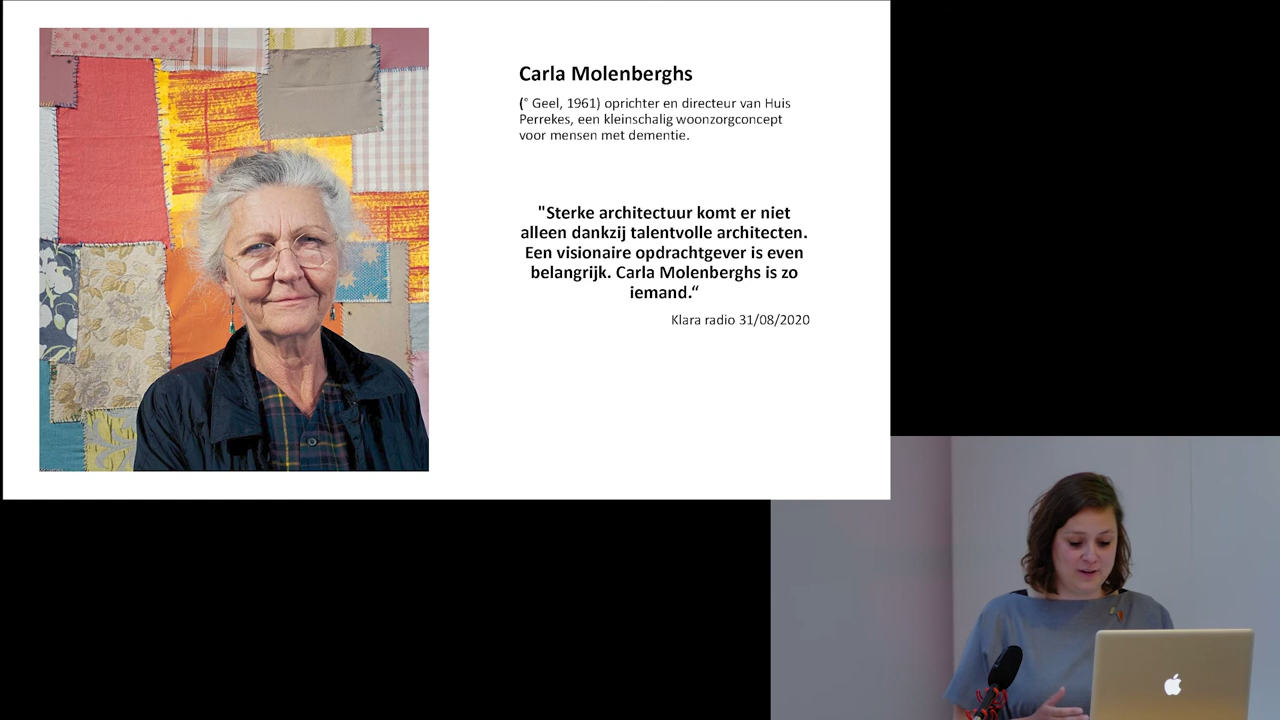 Carla Molenberghs
(° Geel, 1961) oprichter en directeur van Huis
Perrekes, een kleinschalig woonzorgconcept
voor mensen met dementie.
"Sterke architectuur komt er niet
alleen dankzij talentvolle architecten.
Een visionaire opdrachtgever is even
belangrijk. Carla Molenberghs is zo
iemand.“
Klara radio 31/08/2020